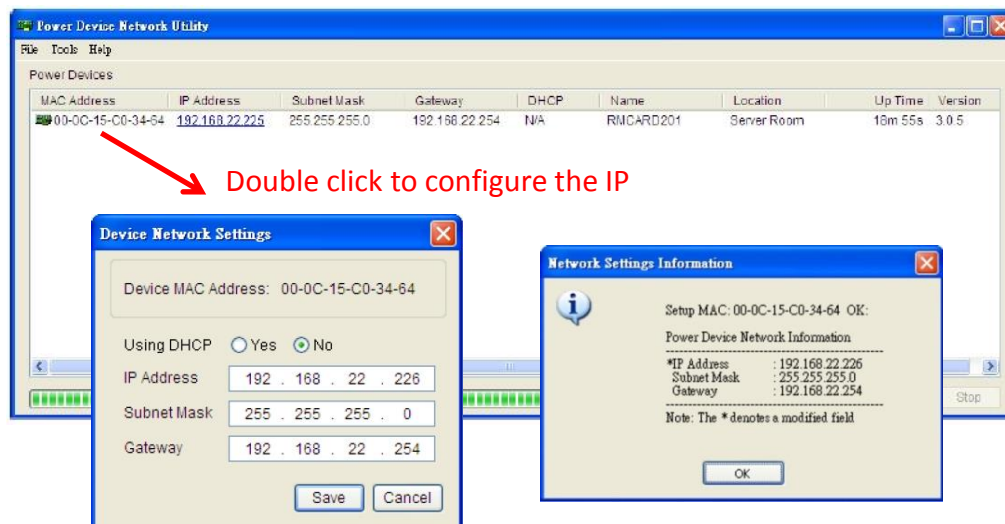 Power Device Network Utility
File Tools Help
Power Devices
MAC Address IP Address Subnet Mask Gateway DHCP Name Location Up Time Version
00-0C-15-C0-34-64 192.168.22.225 255.255.255.0 192.168.22.254 N/A RMCARD201 Server Room 18m 55s 3.0.5
Double click to configure the IP
Device Network Settings
Device MAC Address: 00-0C-15-C0-34-64
Using DHCP Yes No
IP Address 192 . 168 . 22 . 226
Subnet Mask 255 . 255 . 255 . 0
Gateway 192 . 168 . 22 . 254
Save Cancel
Network Settings Information
Setup MAC: 00-0C-15-C0-34-64 OK:
Power Device Network Information
*IP Address : 192.168.22.226
Subnet Mask : 255.255.255.0
Gateway : 192.168.22.254
Note: The * denotes a modified field
OK
Stop